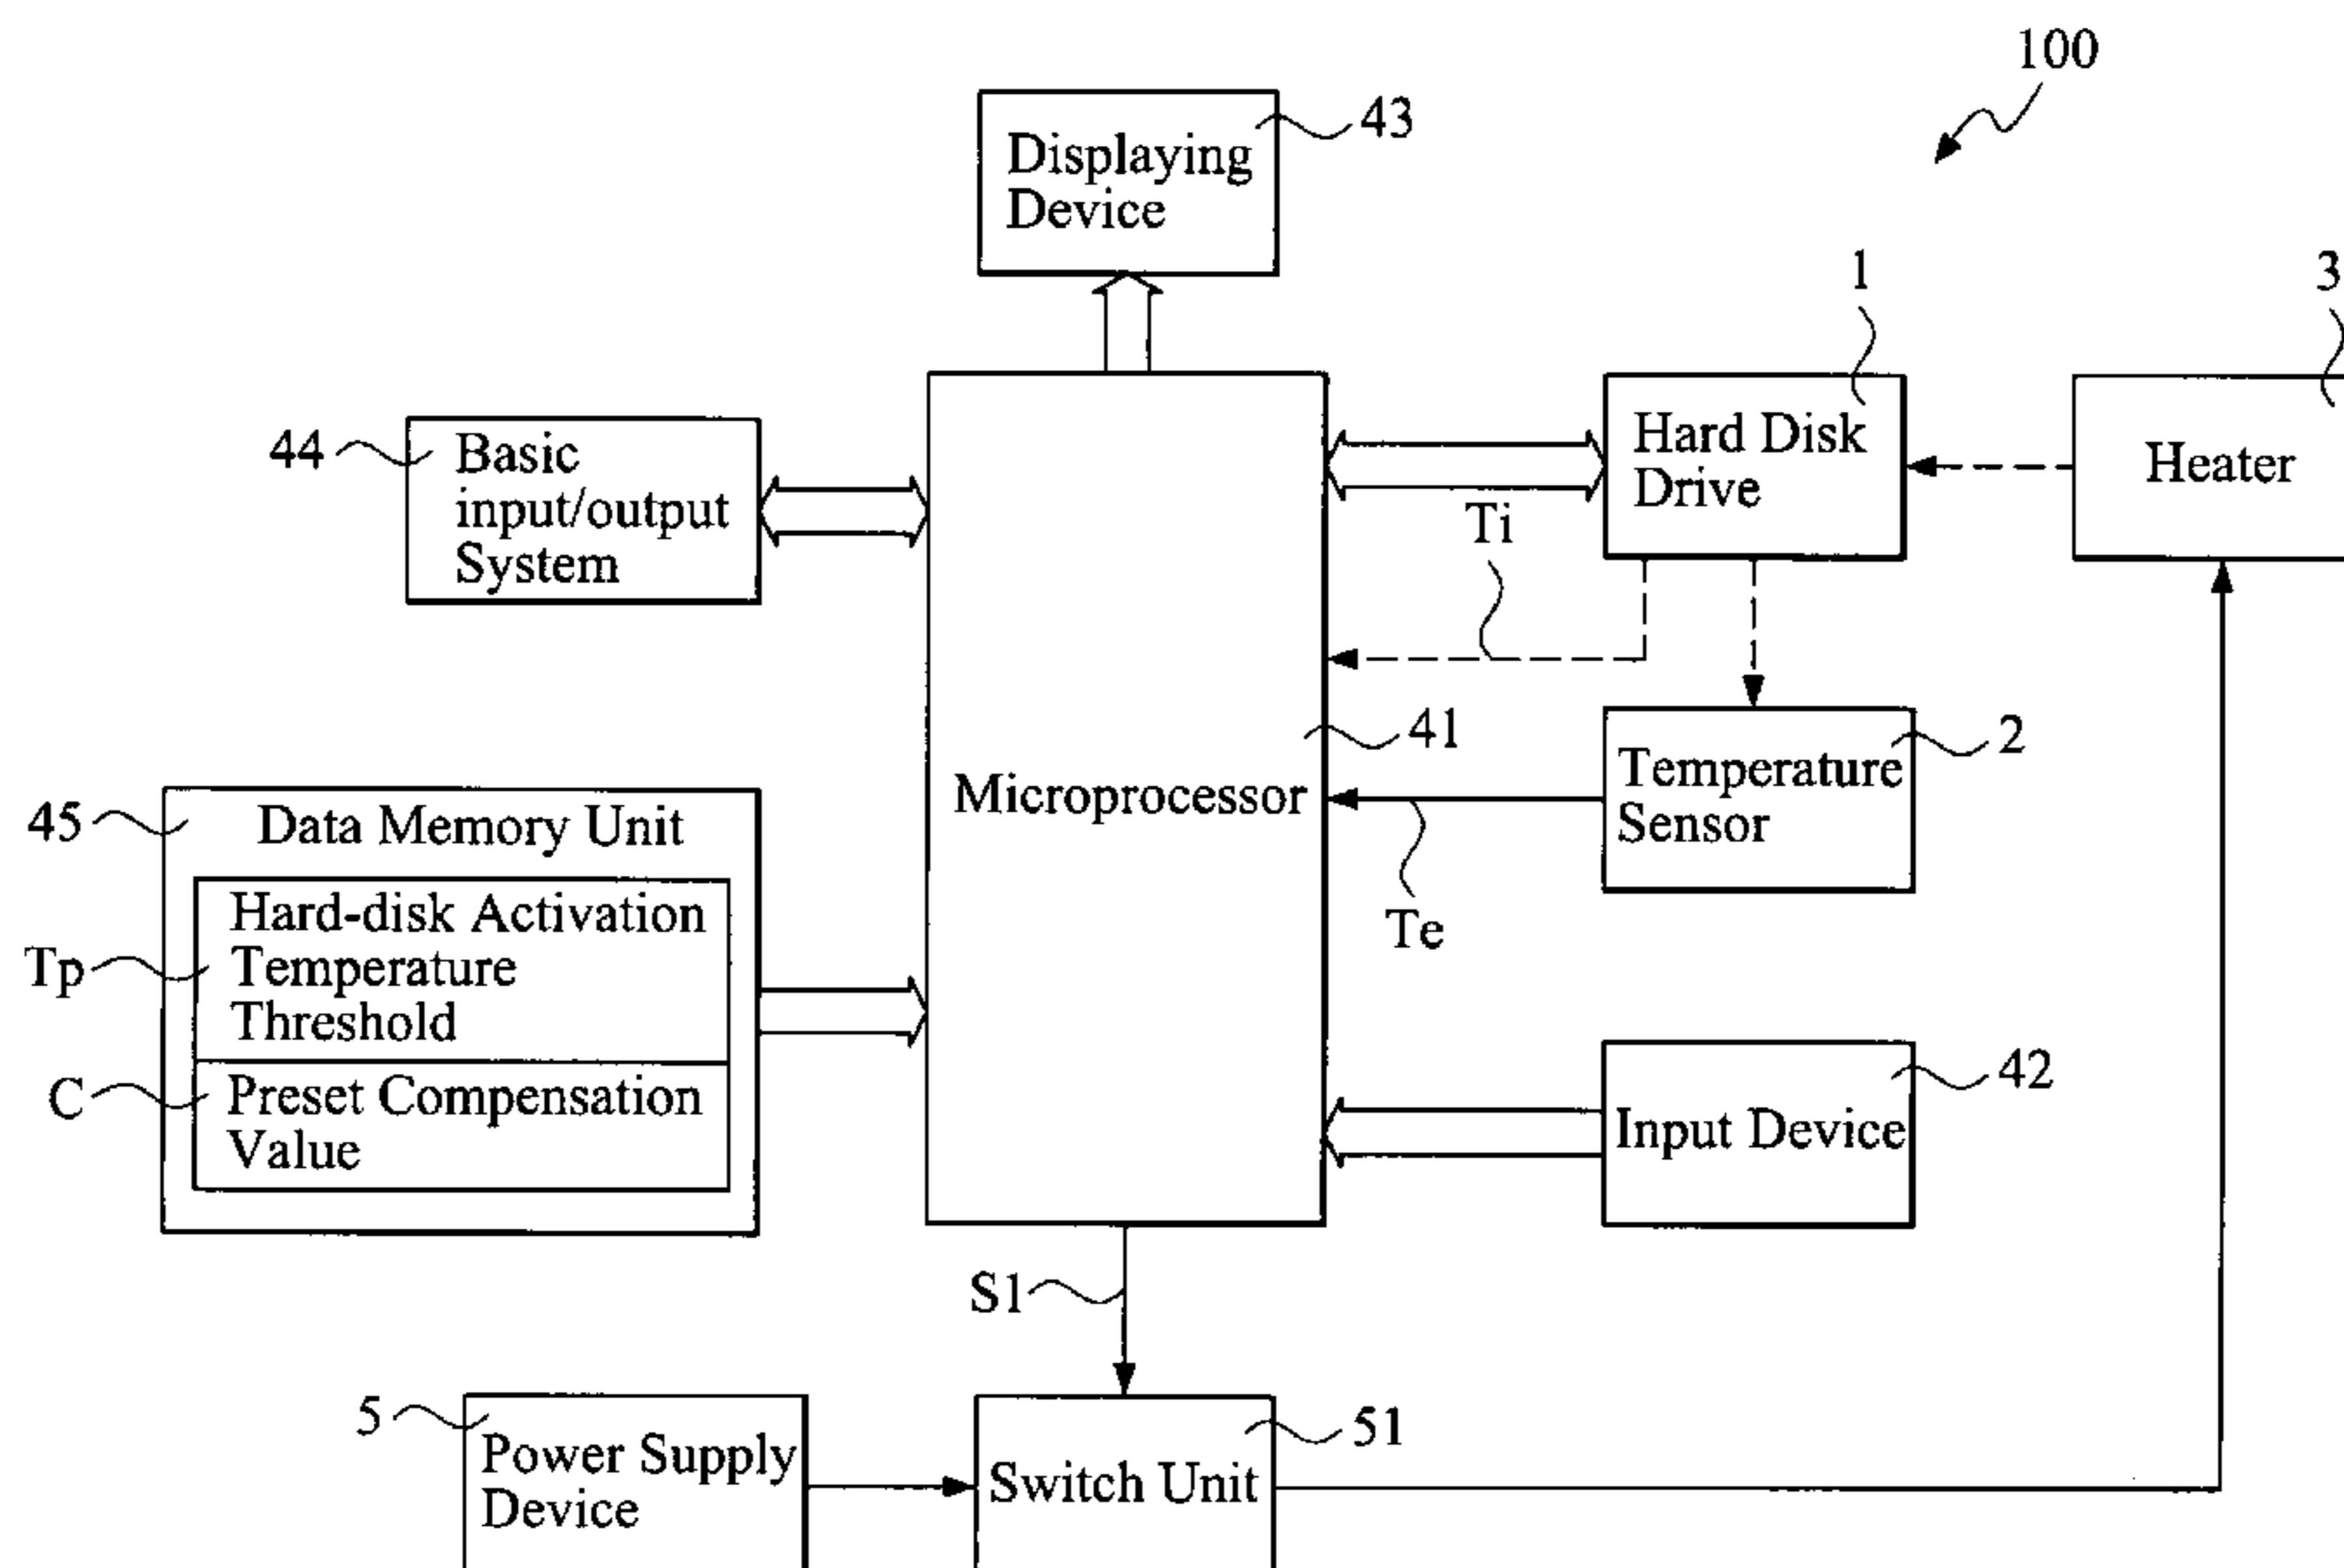 100
43
Displaying
Device
1
3
44
Basic
input/output
System
Hard Disk
Drive
Heater
Ti
41
Microprocessor
2
Temperature
Sensor
Te
45
Data Memory Unit
Tp
Hard-disk Activation
Temperature
Threshold
C
Preset Compensation
Value
42
Input Device
S1
5
Power Supply
Device
51
Switch Unit